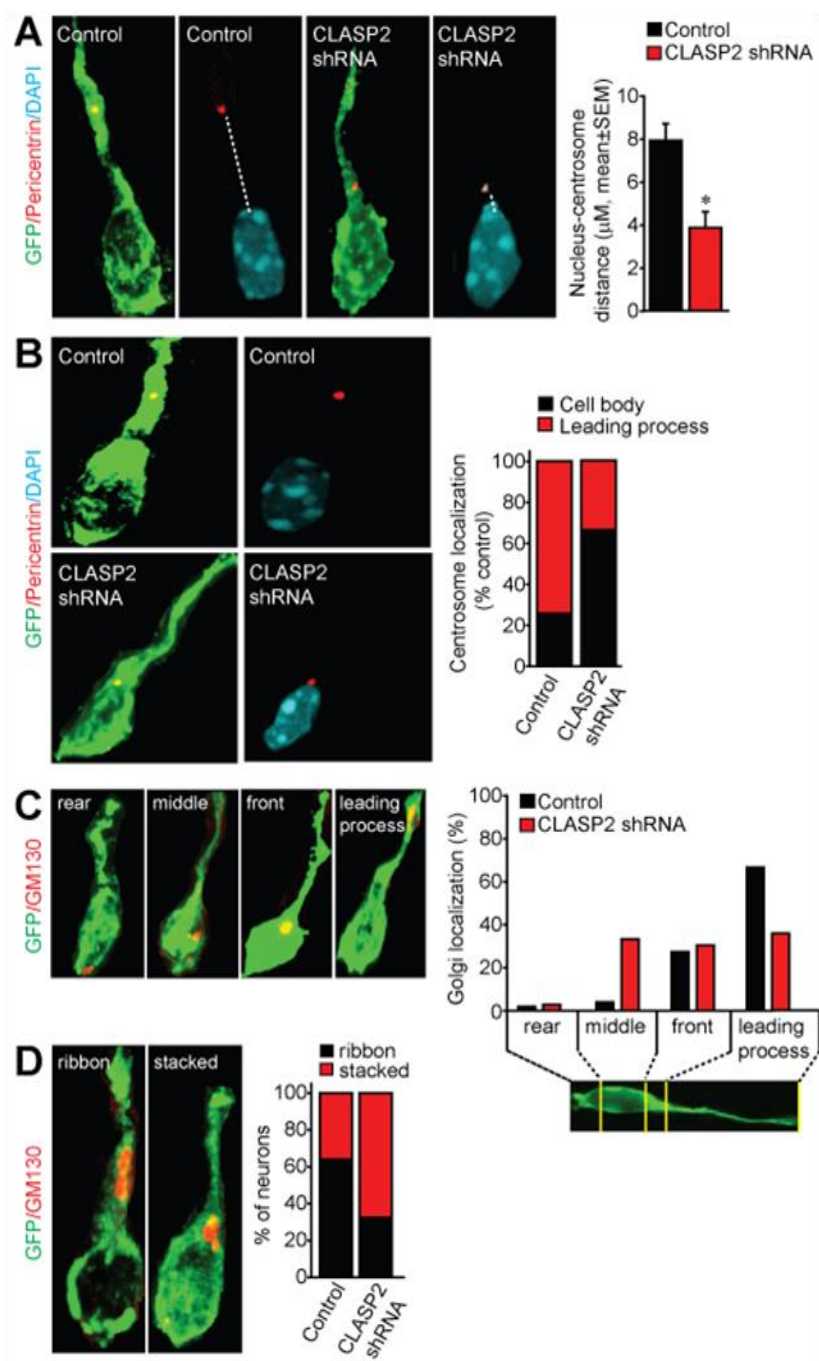 A
Control
Control
CLASP2
shRNA
CLASP2
shRNA
GFP/Pericentrin/DAPI
Control
CLASP2 shRNA
Nucleus-centrosome
distance (μM, mean±SEM)
10
8
6
4
2
0
*
B
Control
Control
CLASP2
shRNA
CLASP2
shRNA
GFP/Pericentrin/DAPI
Cell body
Leading process
Centrosome localization
(% control)
100
80
60
40
20
0
Control
CLASP2
shRNA
C
rear
middle
front
leading
process
GFP/GM130
Control
CLASP2 shRNA
Golgi localization (%)
100
80
60
40
20
0
rear
middle
front
leading
process
D
ribbon
stacked
GFP/GM130
ribbon
stacked
% of neurons
100
80
60
40
20
0
Control
CLASP2
shRNA